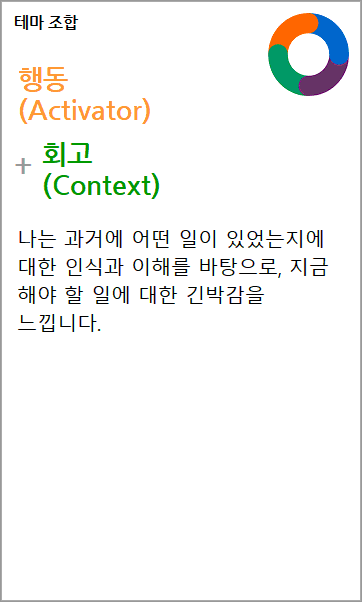 테마 조합
행동
(Activator)
+ 회고
(Context)
나는 과거에 어떤 일이 있었는지에
대한 인식과 이해를 바탕으로, 지금
해야 할 일에 대한 긴박감을
느낍니다.